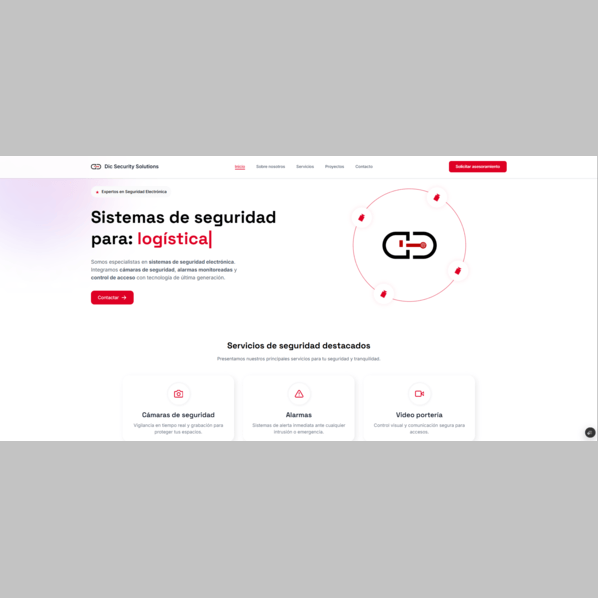 Dic Security Solutions
Inicio
Sobre nosotros
Servicios
Proyectos
Contacto
Solicitar asesoramiento
Expertos en Seguridad Electrónica
Sistemas de seguridad
para: logística|
Somos especialistas en sistemas de seguridad electrónica.
Integramos cámaras de seguridad, alarmas monitoreadas y
control de acceso con tecnología de última generación.
Contactar →
Servicios de seguridad destacados
Presentamos nuestros principales servicios para tu seguridad y tranquilidad.
Cámaras de seguridad
Vigilancia en tiempo real y grabación para
proteger tus espacios.
Alarmas
Sistemas de alerta inmediata ante cualquier
intrusión o emergencia.
Video portería
Control visual y comunicación segura para
accesos.